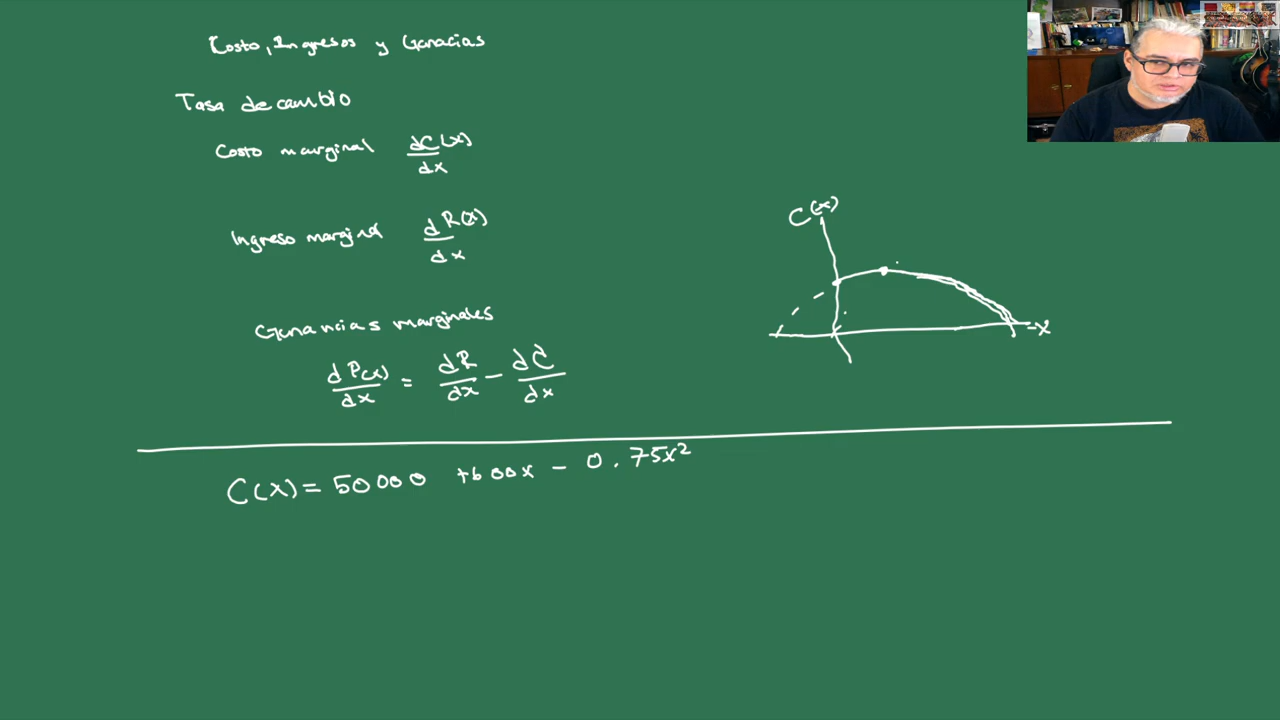 Costo, Ingresos y Ganacias
Tasa de cambio
Costo marginal dC(x)/dx
Ingreso marginal dR(x)/dx
Ganancias marginales
dP(x)/dx = dR/dx - dC/dx
C(x)
x
C(x) = 50000 +600x - 0.75x²